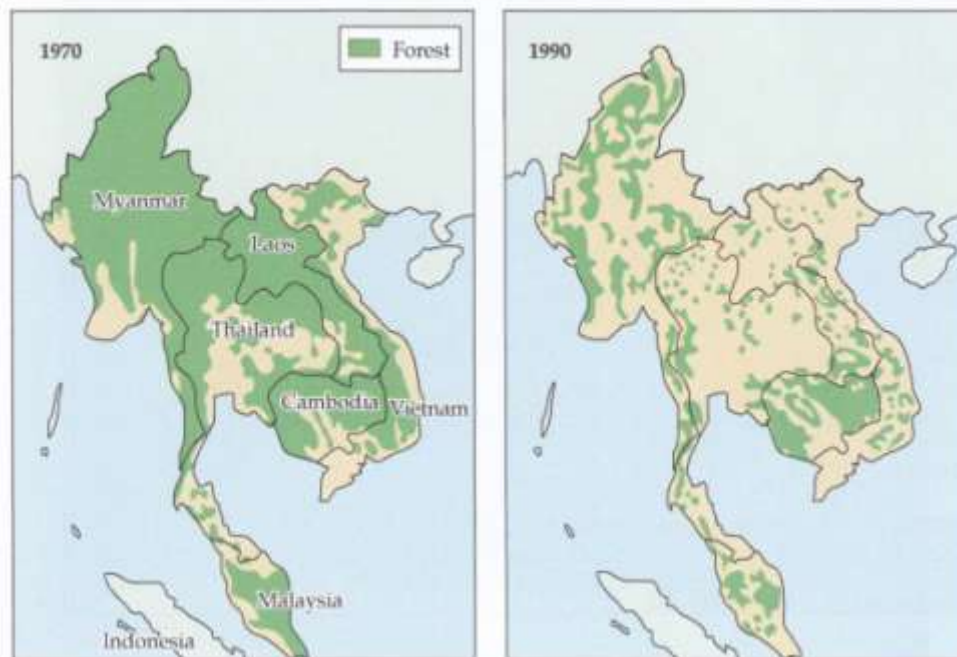 1970
Forest
1990
Myanmar
Laos
Thailand
Cambodia
Vietnam
Malaysia
Indonesia